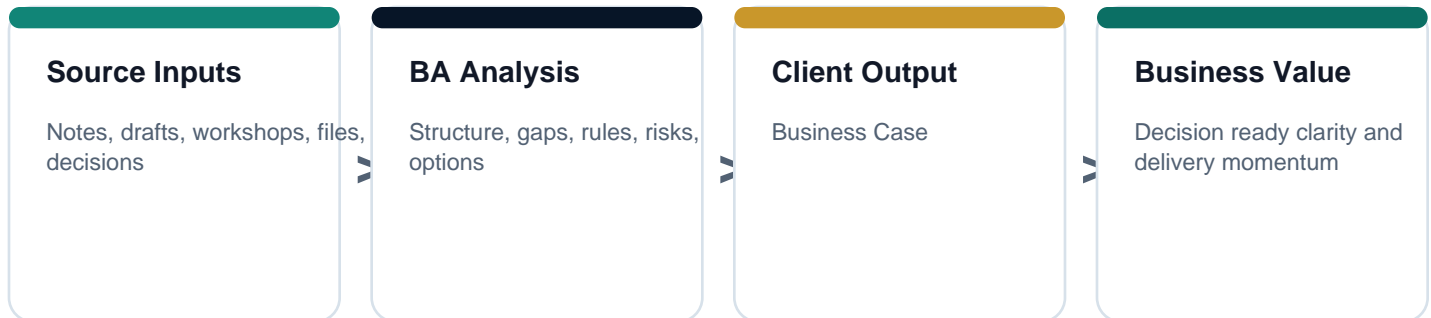 Source Inputs
Notes, drafts, workshops, files,
decisions
>
BA Analysis
Structure, gaps, rules, risks,
options
>
Client Output
Business Case
>
Business Value
Decision ready clarity and
delivery momentum